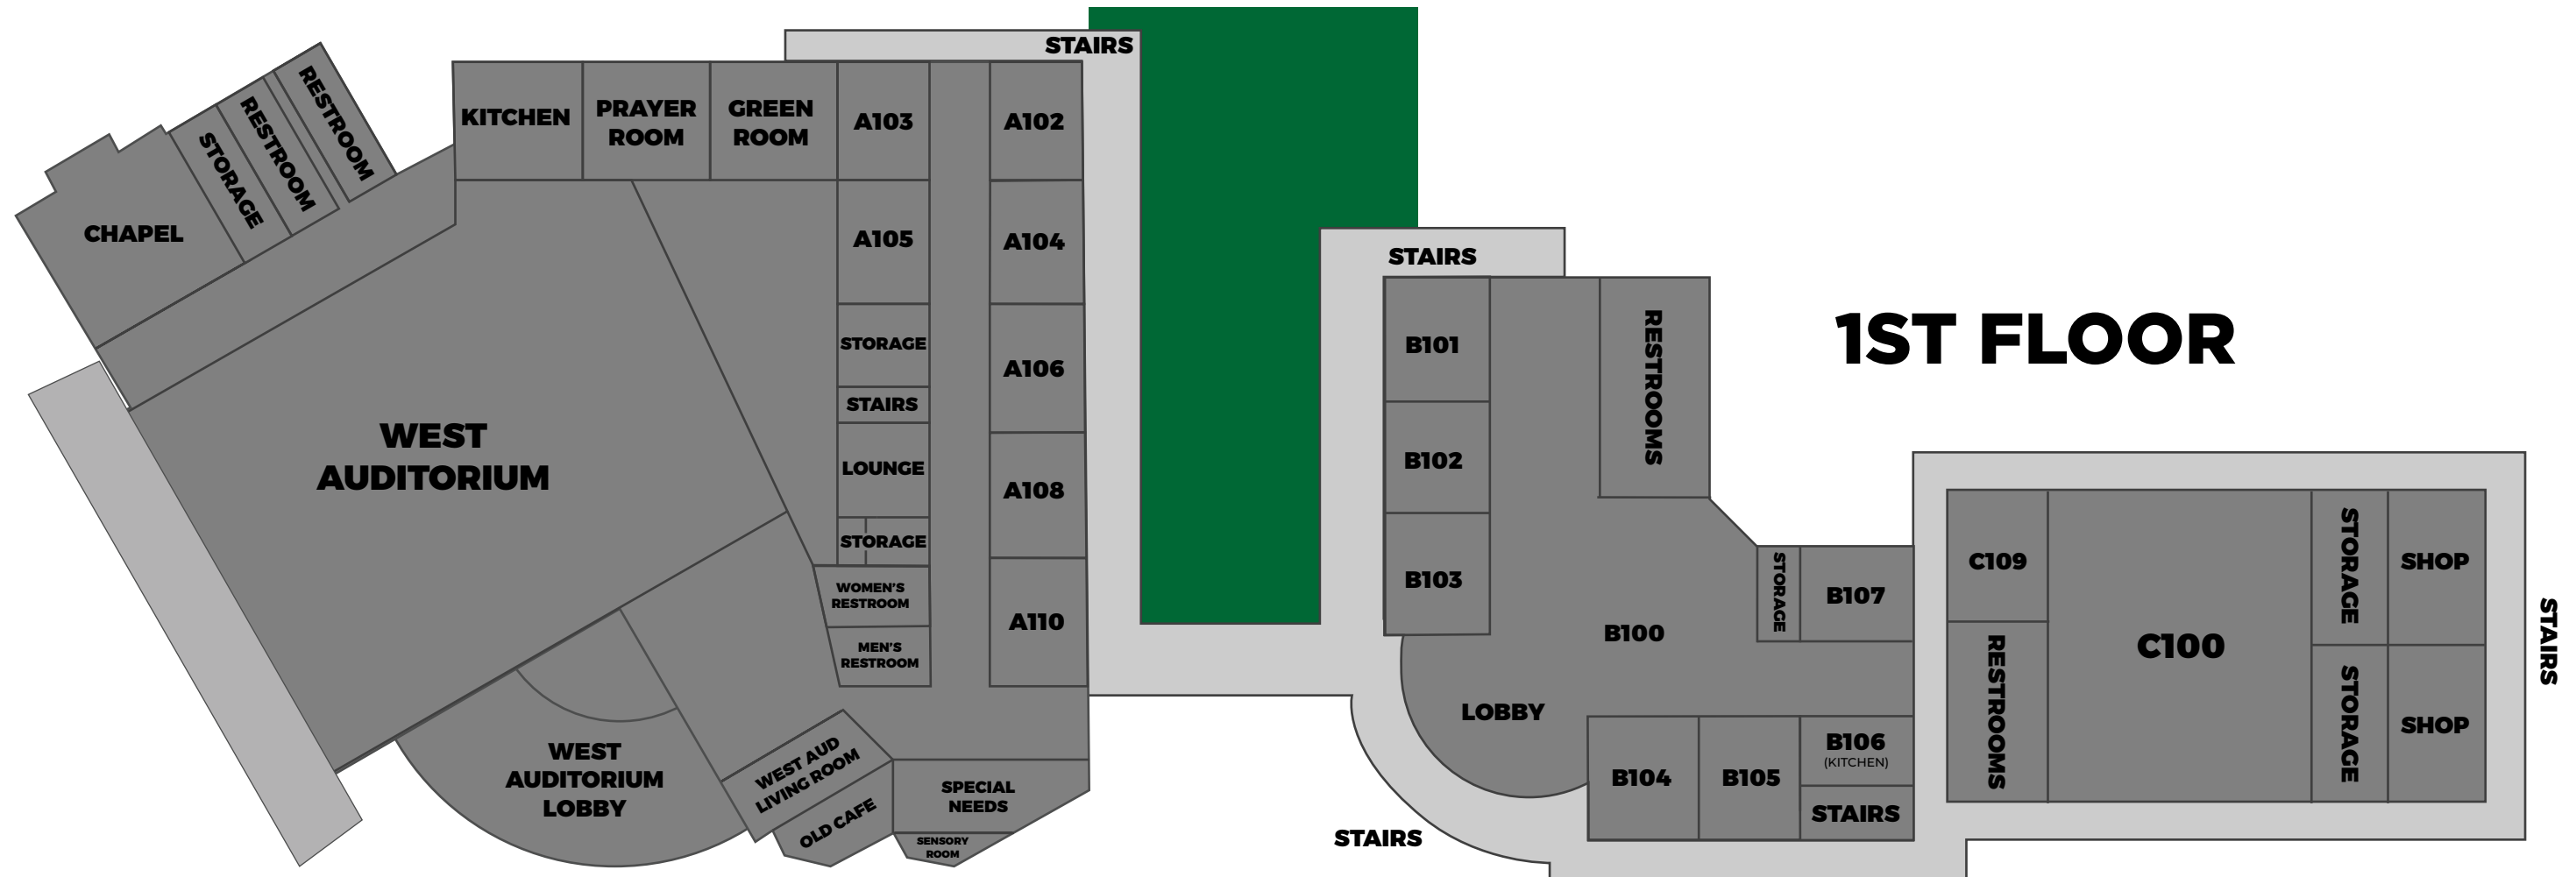 STAIRS
RESTROOM
RESTROOM
STORAGE
CHAPEL
KITCHEN
PRAYER
ROOM
GREEN
ROOM
A103
A102
A105
A104
STORAGE
STAIRS
A106
LOUNGE
A108
STORAGE
WOMEN'S
RESTROOM
MEN'S
RESTROOM
A110
WEST
AUDITORIUM
WEST
AUDITORIUM
LOBBY
WEST AUD
LIVING ROOM
OLD CAFE
SPECIAL
NEEDS
SENSORY
ROOM
STAIRS
B101
RESTROOMS
B102
B103
B100
STORAGE
B107
LOBBY
B104
B105
B106
(KITCHEN)
STAIRS
STAIRS
1ST FLOOR
C109
RESTROOMS
C100
STORAGE
SHOP
STORAGE
SHOP
STAIRS